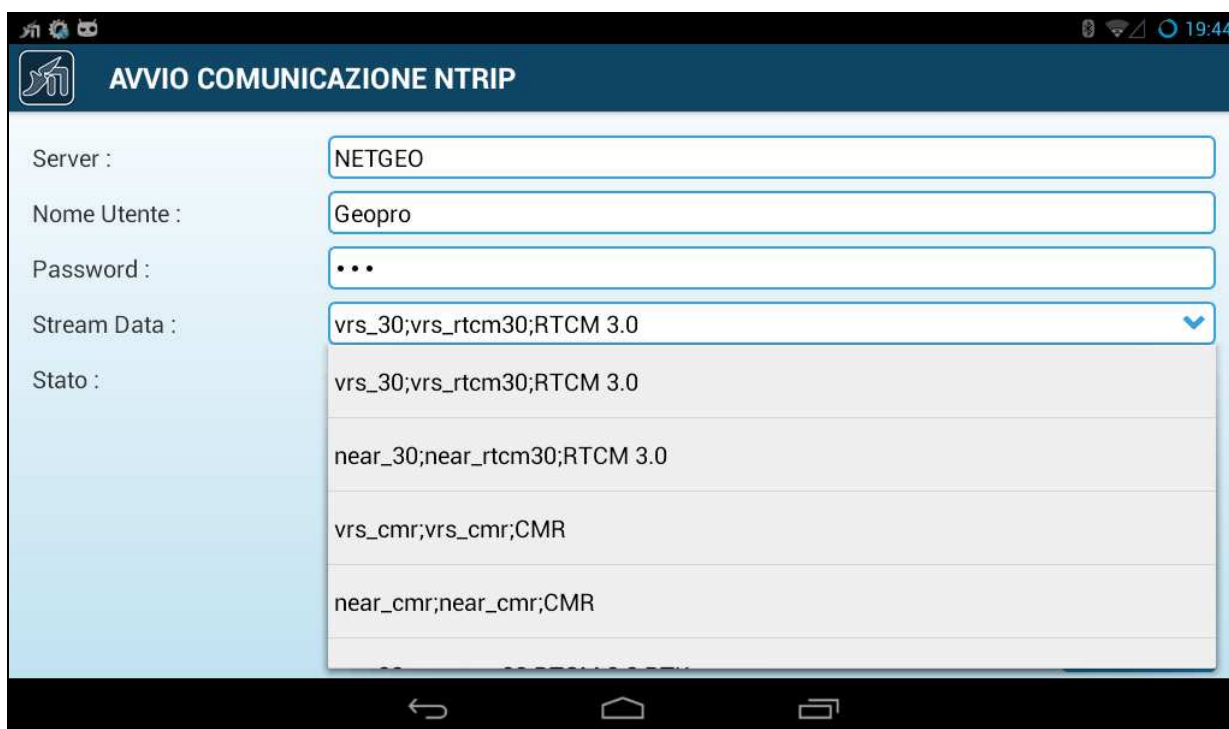 19:44
AVVIO COMUNICAZIONE NTRIP
Server :
NETGEO
Nome Utente :
Geopro
Password :
•••
Stream Data :
vrs_30;vrs_rtcm30;RTCM 3.0
Stato :
vrs_30;vrs_rtcm30;RTCM 3.0
near_30;near_rtcm30;RTCM 3.0
vrs_cmr;vrs_cmr;CMR
near_cmr;near_cmr;CMR